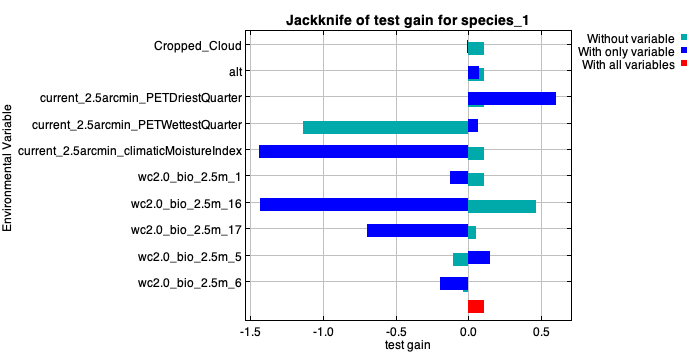 Jackknife of test gain for species_1
Without variable
With only variable
With all variables
Environmental Variable
Cropped_Cloud
alt
current_2.5arcmin_PETDriestQuarter
current_2.5arcmin_PETWettestQuarter
current_2.5arcmin_climaticMoistureIndex
wc2.0_bio_2.5m_1
wc2.0_bio_2.5m_16
wc2.0_bio_2.5m_17
wc2.0_bio_2.5m_5
wc2.0_bio_2.5m_6
-1.5 -1.0 -0.5 0.0 0.5
test gain